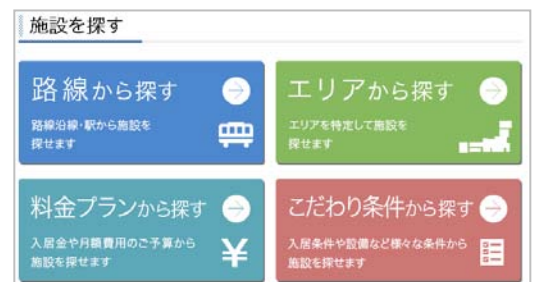 施設を探す
路線から探す
路線沿線・駅から施設を
探せます
エリアから探す
エリアを特定して施設を
探せます
料金プランから探す
入居金や月額費用のご予算から
施設を探せます
¥
こだわり条件から探す
入居条件や設備など様々な条件から
施設を探せます